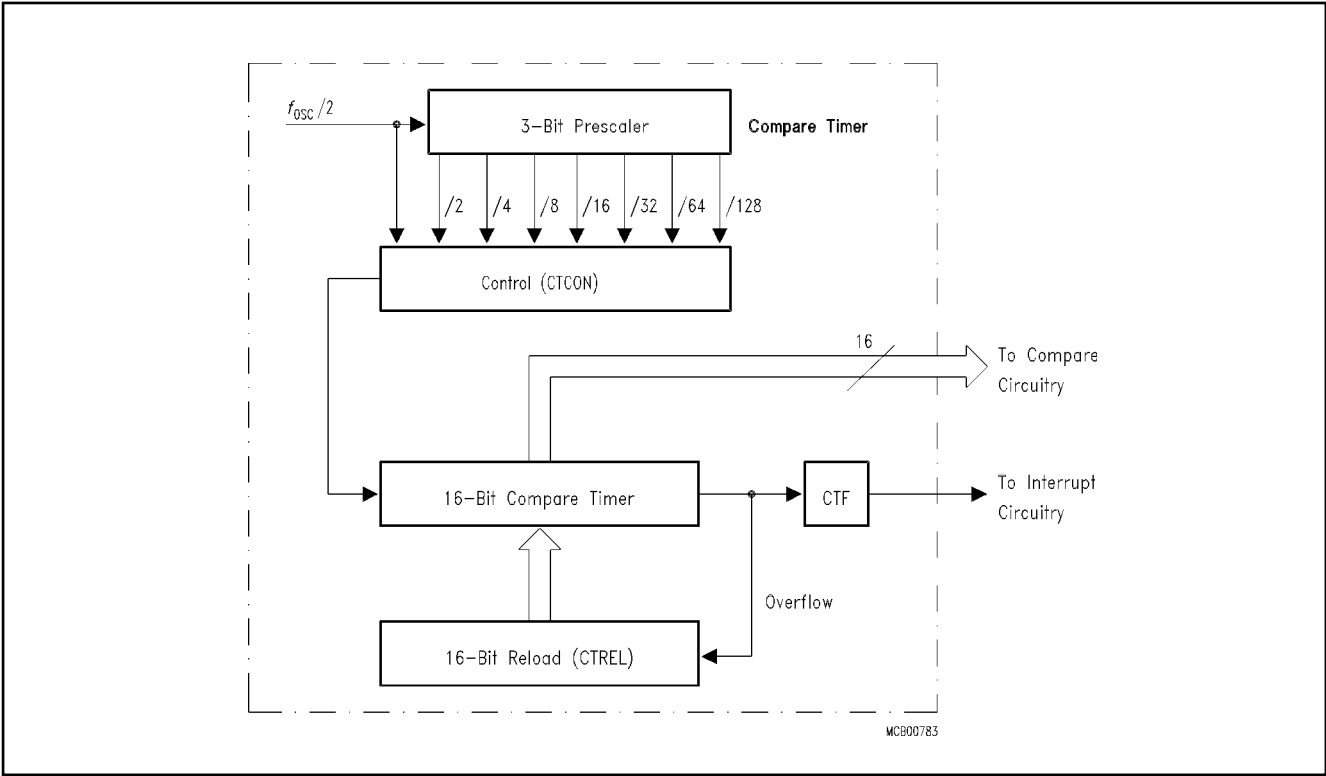 fOSC/2
3-Bit Prescaler
Compare Timer
/2 /4 /8 /16 /32 /64 /128
Control (CTCON)
16
To Compare
Circuitry
16-Bit Compare Timer
CTF
To Interrupt
Circuitry
Overflow
16-Bit Reload (CTREL)
MCB00783